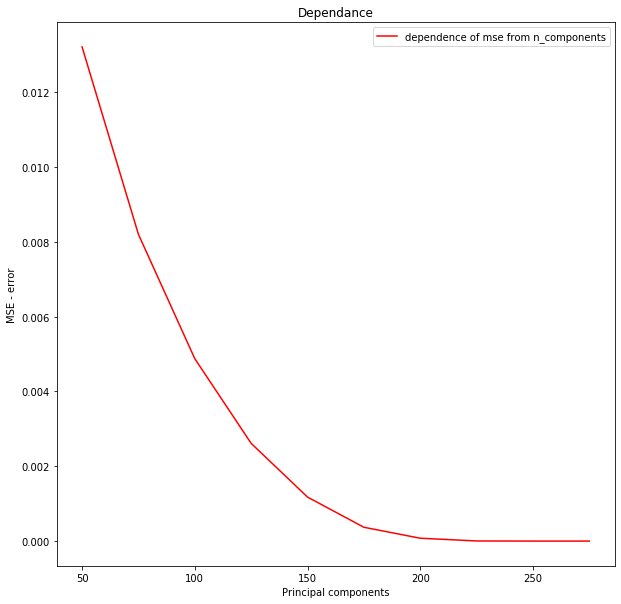 Dependance
dependence of mse from n_components
0.012
0.010
0.008
0.006
0.004
0.002
0.000
MSE - error
50 100 150 200 250
Principal components